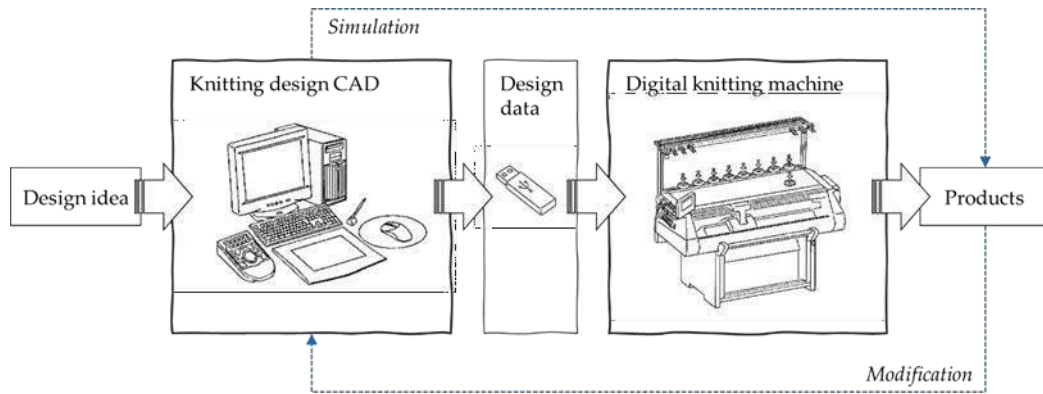 Simulation
Knitting design CAD
Design
data
Digital knitting machine
Design idea
Products
Modification